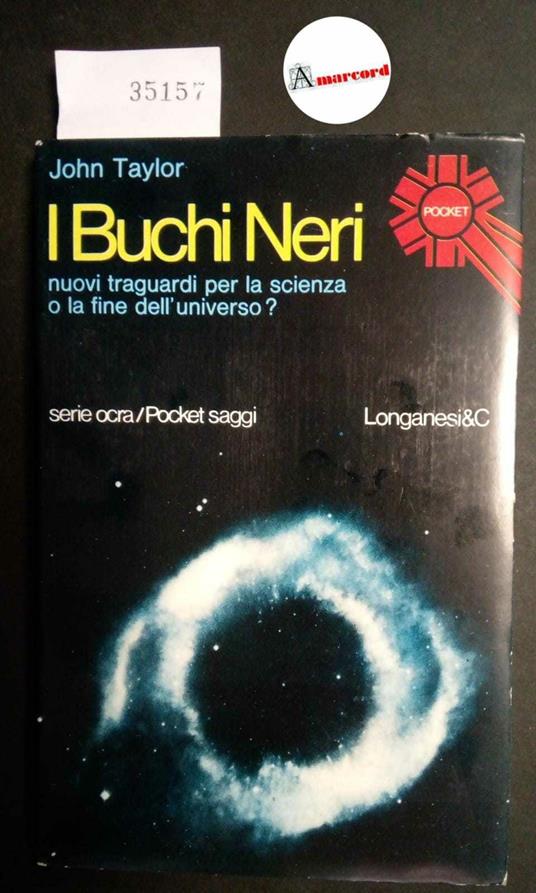 35157
Amarcord
John Taylor
I Buchi Neri
POCKET
nuovi traguardi per la scienza
o la fine dell'universo?
serie ocra/Pocket saggi
Longanesi&C